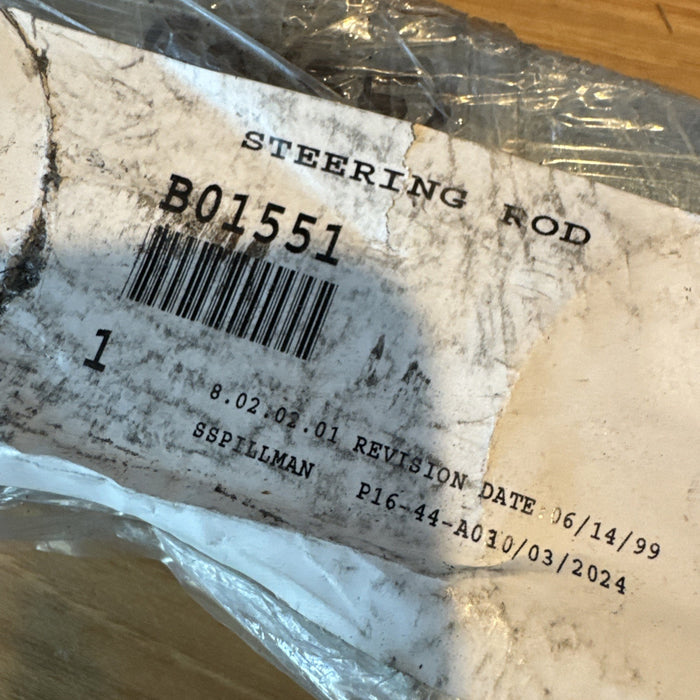 STEERING ROD
B01551
1
8.02.02.01 REVISION DATE:06/14/99
SSPILLMAN P16-44-A010/03/2024